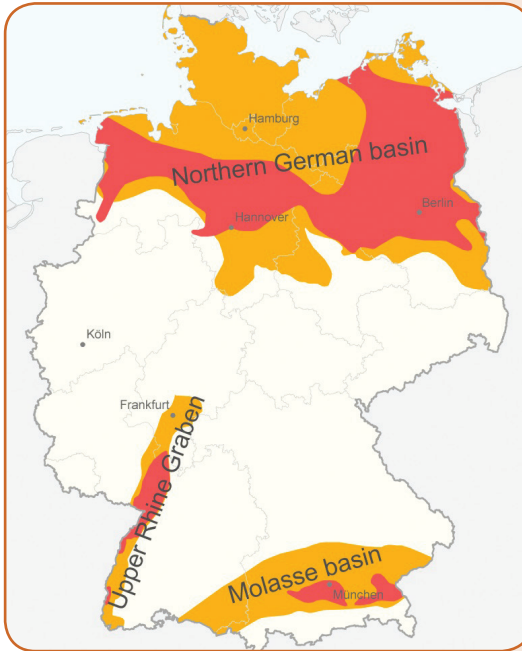 Hamburg
Northern German basin
Berlin
Hannover
Köln
Frankfurt
Upper Rhine Graben
Molasse basin
München